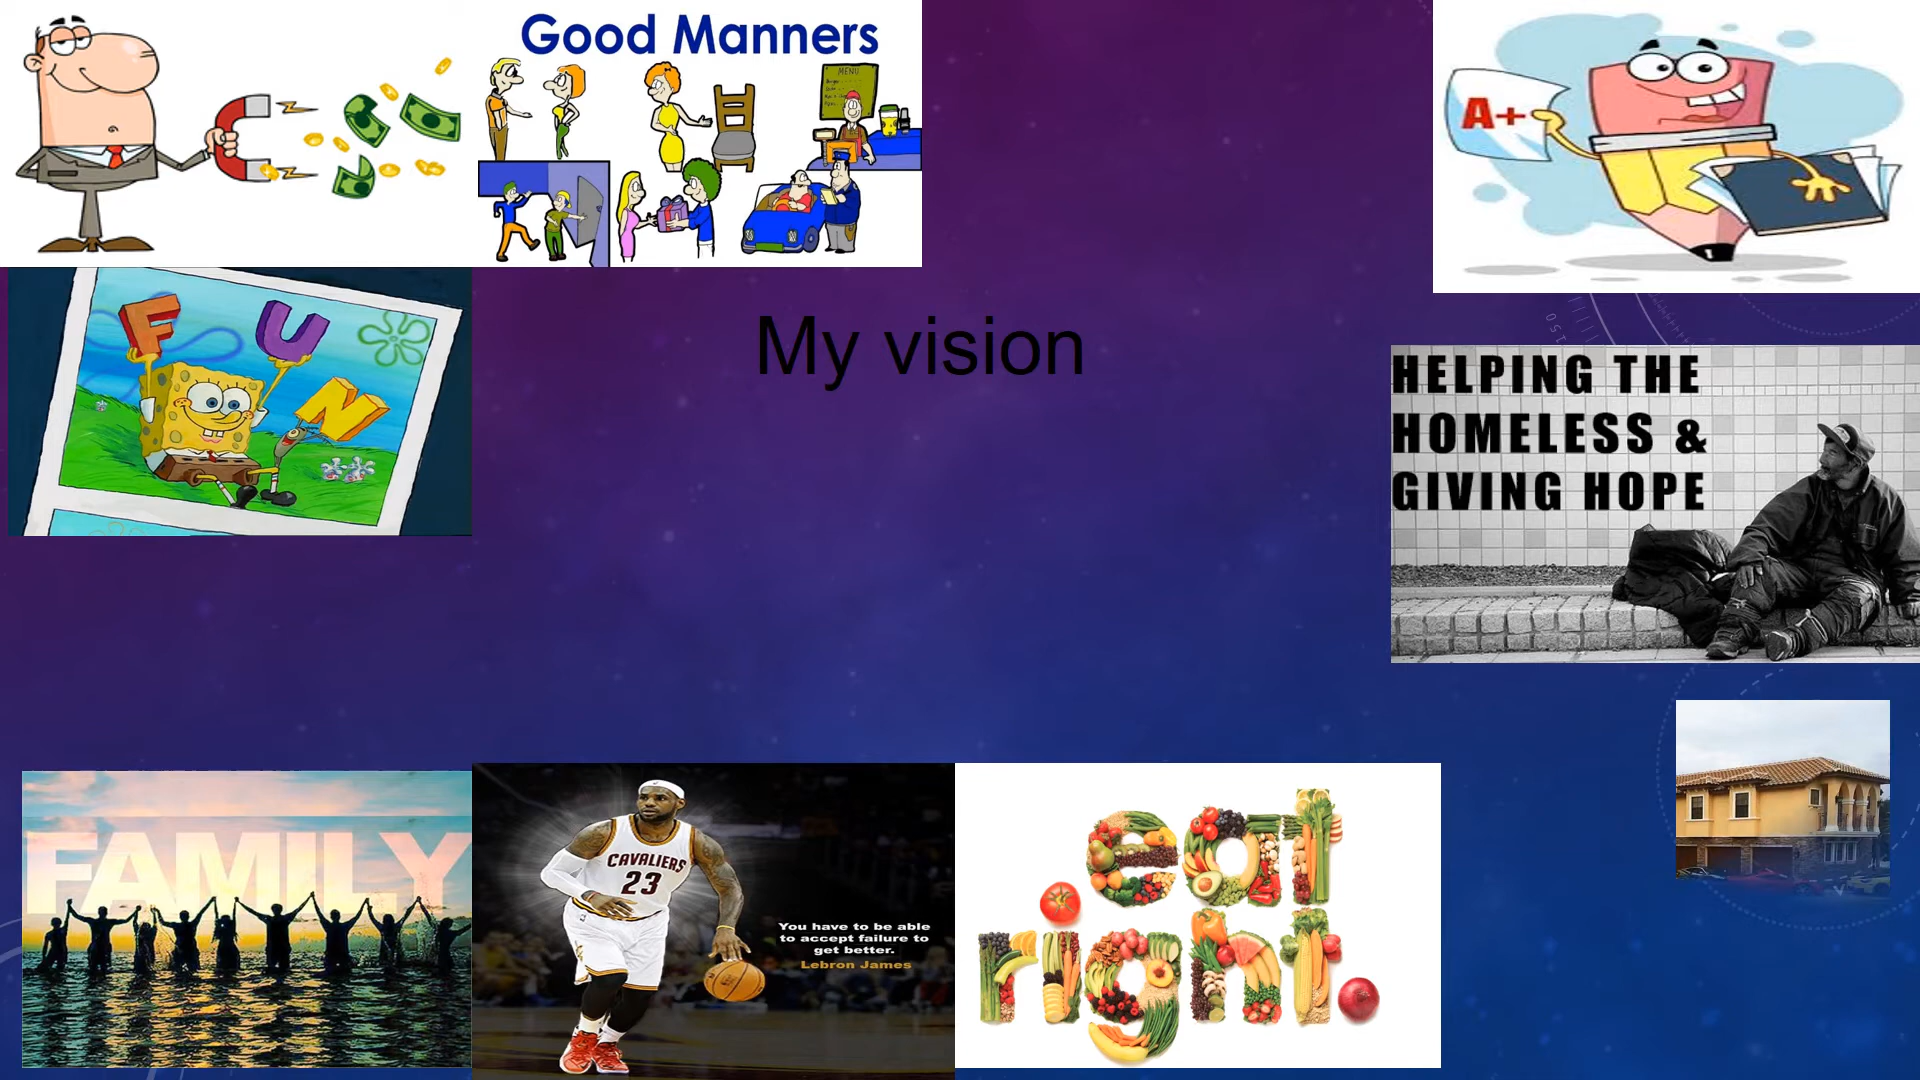 Good Manners
MENU
A+
F U N
My vision
HELPING THE
HOMELESS &
GIVING HOPE
FAMILY
CAVALIERS
23
You have to be able
to accept failure to
get better.
Lebron James
eat
right.